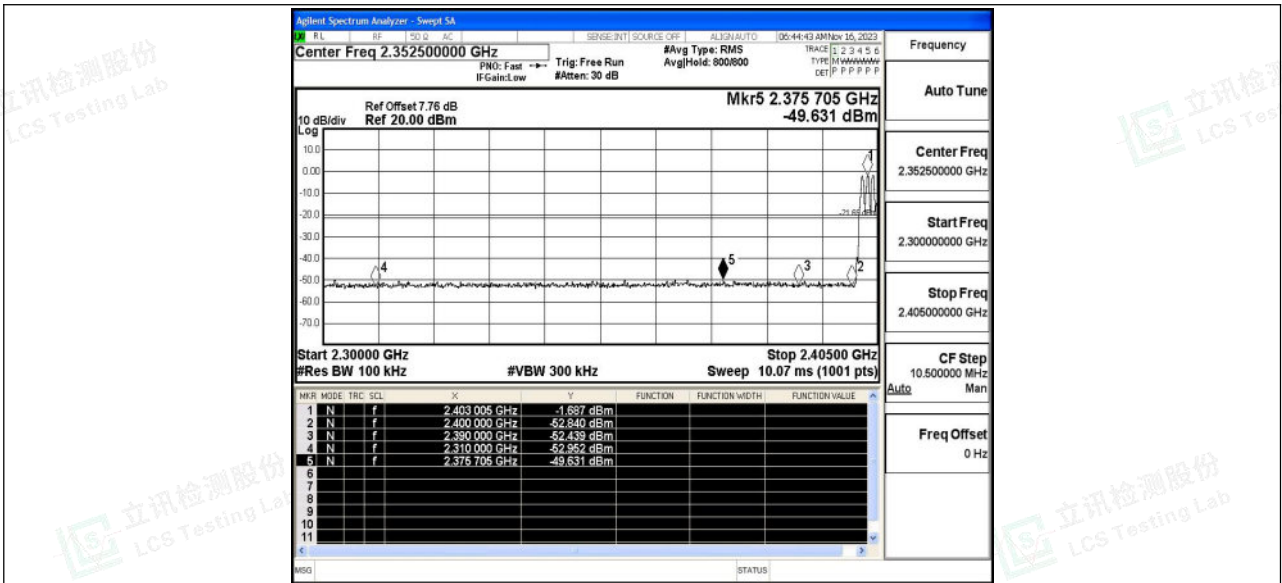 Agilent Spectrum Analyzer - Swept SA
RL RF 50 Ω AC SENSE:INT SOURCE OFF ALIGNAUTO 06:44:43 AM Nov 16, 2023
Center Freq 2.352500000 GHz
PNO: Fast
IFGain:Low
Trig: Free Run
#Atten: 30 dB
#Avg Type: RMS
Avg|Hold: 800/800
TRACE 1 2 3 4 5 6
TYPE M WWWWW
DET P P P P P P
Frequency
Auto Tune
Center Freq
2.352500000 GHz
Start Freq
2.300000000 GHz
Stop Freq
2.405000000 GHz
CF Step
10.500000 MHz
Auto Man
Freq Offset
0 Hz
Ref Offset 7.76 dB
10 dB/div Ref 20.00 dBm
Log
Mkr5 2.375 705 GHz
-49.631 dBm
10.0
0.00
-10.0
-20.0
-30.0
-40.0
-50.0
-60.0
-70.0
1
4
5
3
2
Start 2.30000 GHz Stop 2.40500 GHz
#Res BW 100 kHz #VBW 300 kHz Sweep 10.07 ms (1001 pts)
MKR MODE TRC SCL X Y FUNCTION FUNCTION WIDTH FUNCTION VALUE
1 N f 2.403 005 GHz -1.687 dBm
2 N f 2.400 000 GHz -52.840 dBm
3 N f 2.390 000 GHz -52.439 dBm
4 N f 2.310 000 GHz -52.952 dBm
5 N f 2.375 705 GHz -49.631 dBm
6
7
8
9
10
11
MSG STATUS
立讯检测股份
LCS Testing Lab
立讯检测股份
LCS Testing Lab
立讯检测股份
LCS Testing Lab